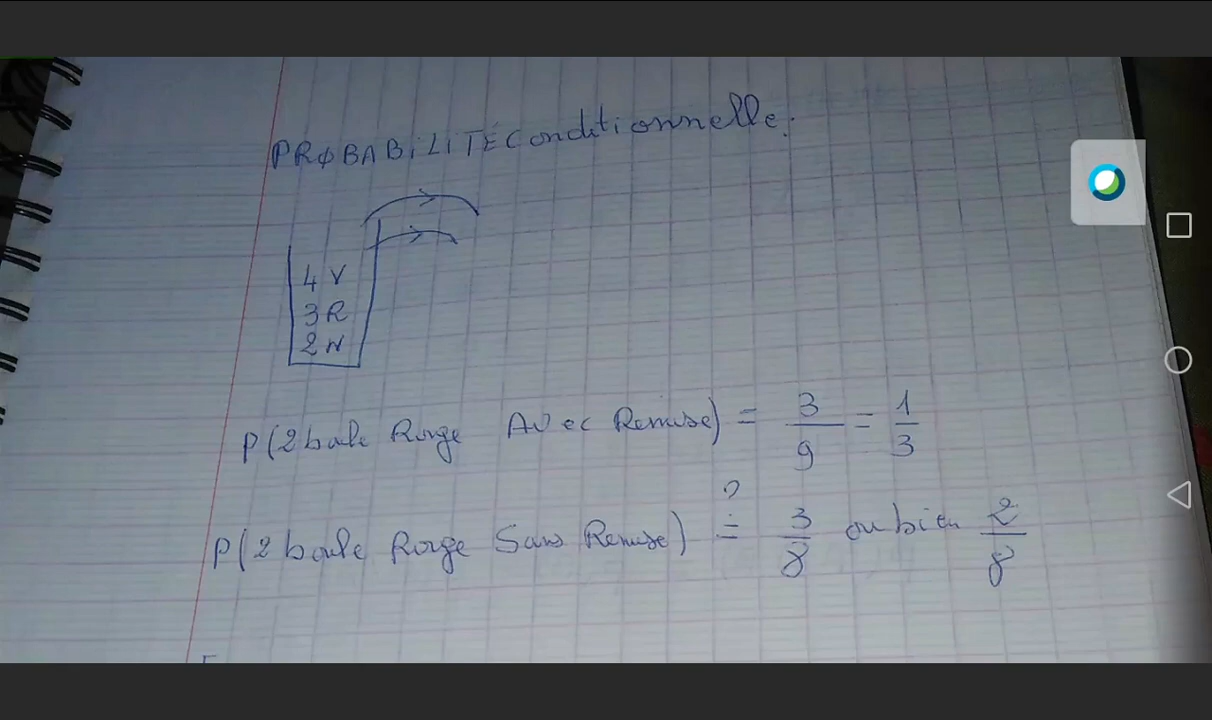 PROBABiLiTÉ Conditionnelle.
4 V
3 R
2 N
P(2 boule Rouge Avec Remise) = 3/9 = 1/3
P(2 boule Rouge Sans Remise) =? 3/8 ou bien 2/8